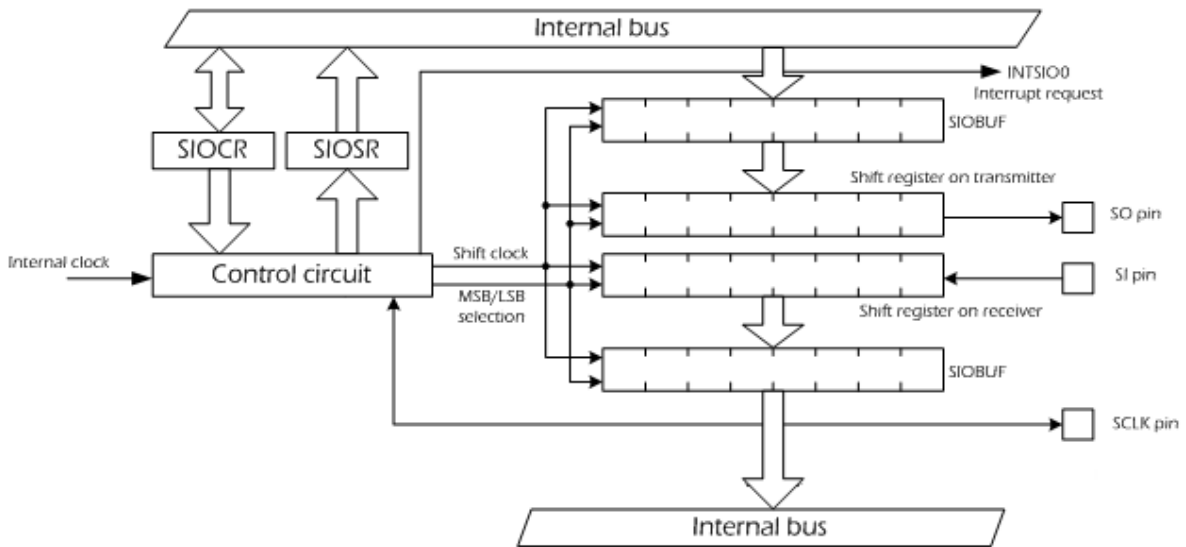 Internal bus
INTSIO0
Interrupt request
SIOCR
SIOSR
SIOBUF
Shift register on transmitter
SO pin
Internal clock
Control circuit
Shift clock
MSB/LSB
selection
SI pin
Shift register on receiver
SIOBUF
SCLK pin
Internal bus